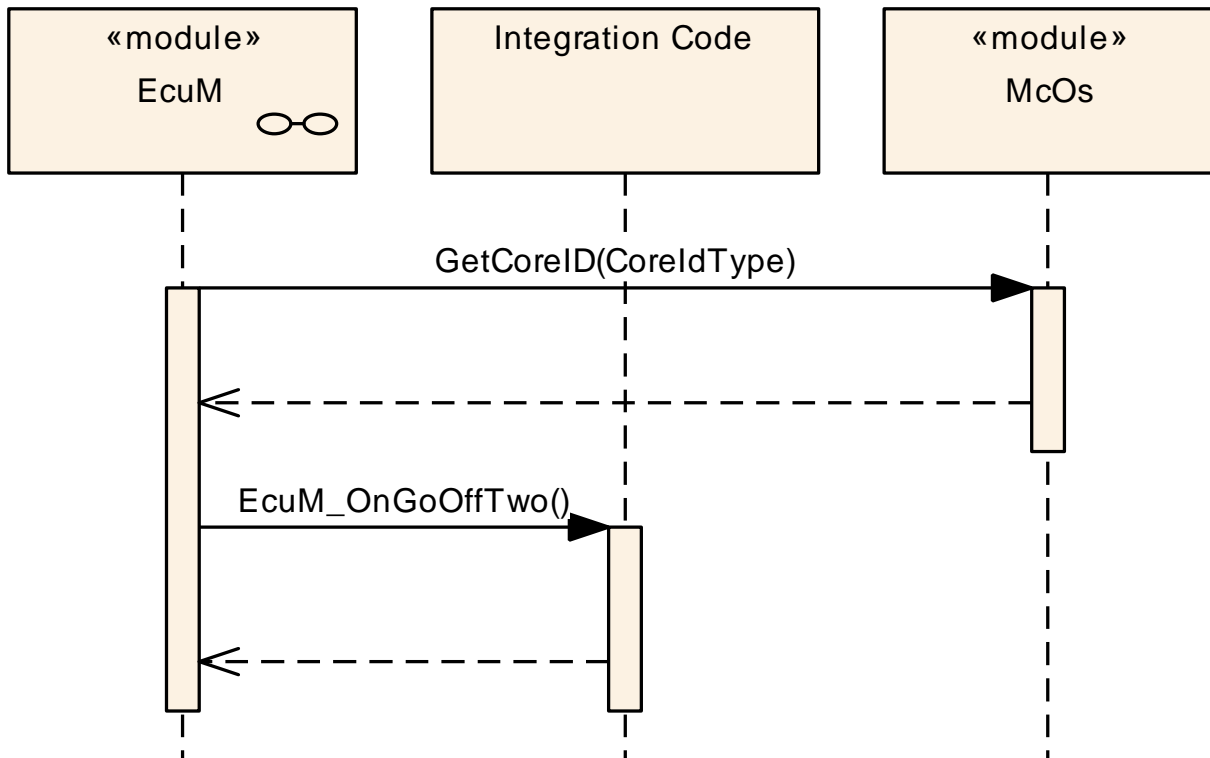 «module»
EcuM
Integration Code
«module»
McOs
GetCoreID(CoreIdType)
EcuM_OnGoOffTwo()